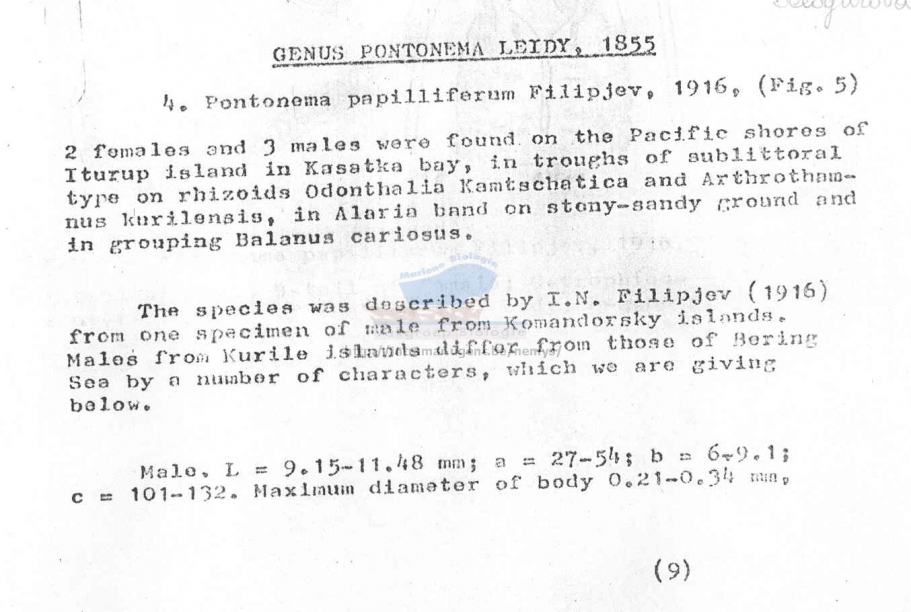 GENUS PONTONEMA LEIDY, 1855
4. Pontonema papilliferum Filipjev, 1916, (Fig. 5)
2 females and 3 males were found on the Pacific shores of
Iturup island in Kasatka bay, in troughs of sublittoral
type on rhizoids Odonthalia Kamtschatica and Arthrotham-
nus kurilensis, in Alaria band on stony-sandy ground and
in grouping Balanus cariosus.
Mariene Biologie
The species was described by I.N. Filipjev (1916)
from one specimen of male from Komandorsky islands.
Males from Kurile islands differ from those of Bering
Sea by a number of characters, which we are giving
below.
Male. L = 9.15-11.48 mm; a = 27-54; b = 6-9.1;
c = 101-132. Maximum diameter of body 0.21-0.34 mm,
(9)